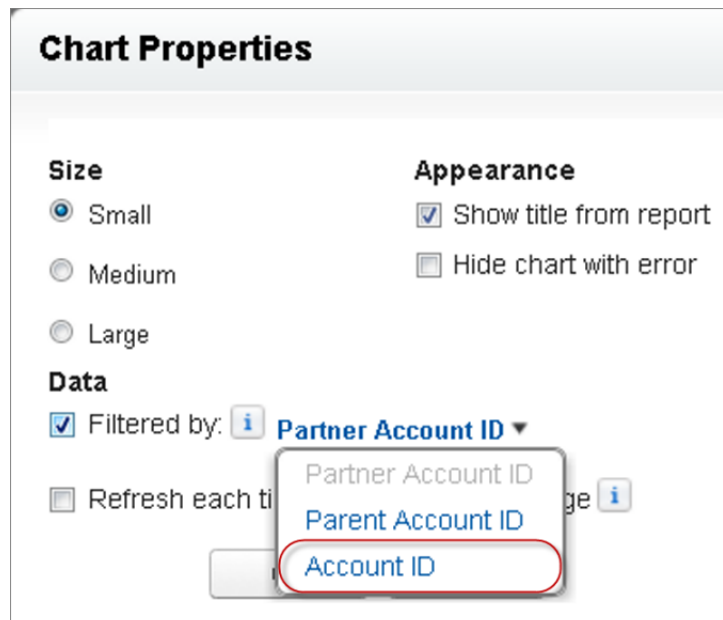 Chart Properties
Size
Small
Medium
Large
Appearance
Show title from report
Hide chart with error
Data
Filtered by: i Partner Account ID
Partner Account ID
Parent Account ID
Account ID
Refresh each ti
ge i